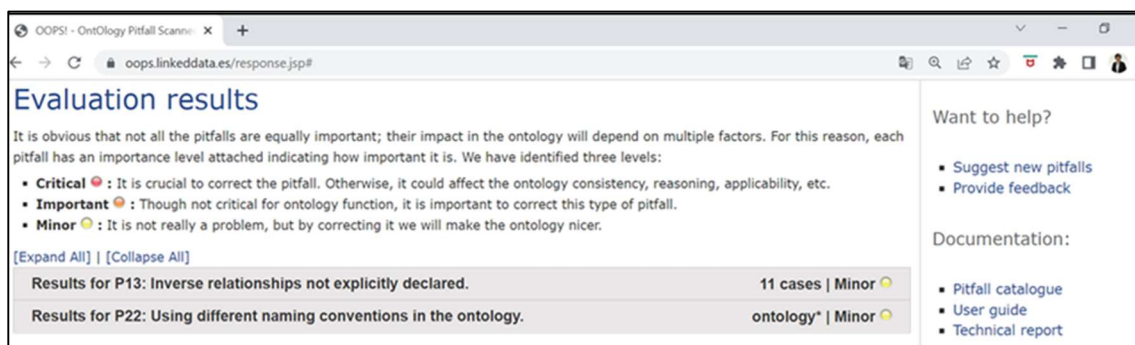 OOPS! - OntOlogy Pitfall Scanne
oops.linkeddata.es/response.jsp#
Evaluation results
It is obvious that not all the pitfalls are equally important; their impact in the ontology will depend on multiple factors. For this reason, each
pitfall has an importance level attached indicating how important it is. We have identified three levels:
▪ Critical : It is crucial to correct the pitfall. Otherwise, it could affect the ontology consistency, reasoning, applicability, etc.
▪ Important : Though not critical for ontology function, it is important to correct this type of pitfall.
▪ Minor : It is not really a problem, but by correcting it we will make the ontology nicer.
[Expand All] | [Collapse All]
Results for P13: Inverse relationships not explicitly declared. 11 cases | Minor
Results for P22: Using different naming conventions in the ontology. ontology* | Minor
Want to help?
▪ Suggest new pitfalls
▪ Provide feedback
Documentation:
▪ Pitfall catalogue
▪ User guide
▪ Technical report